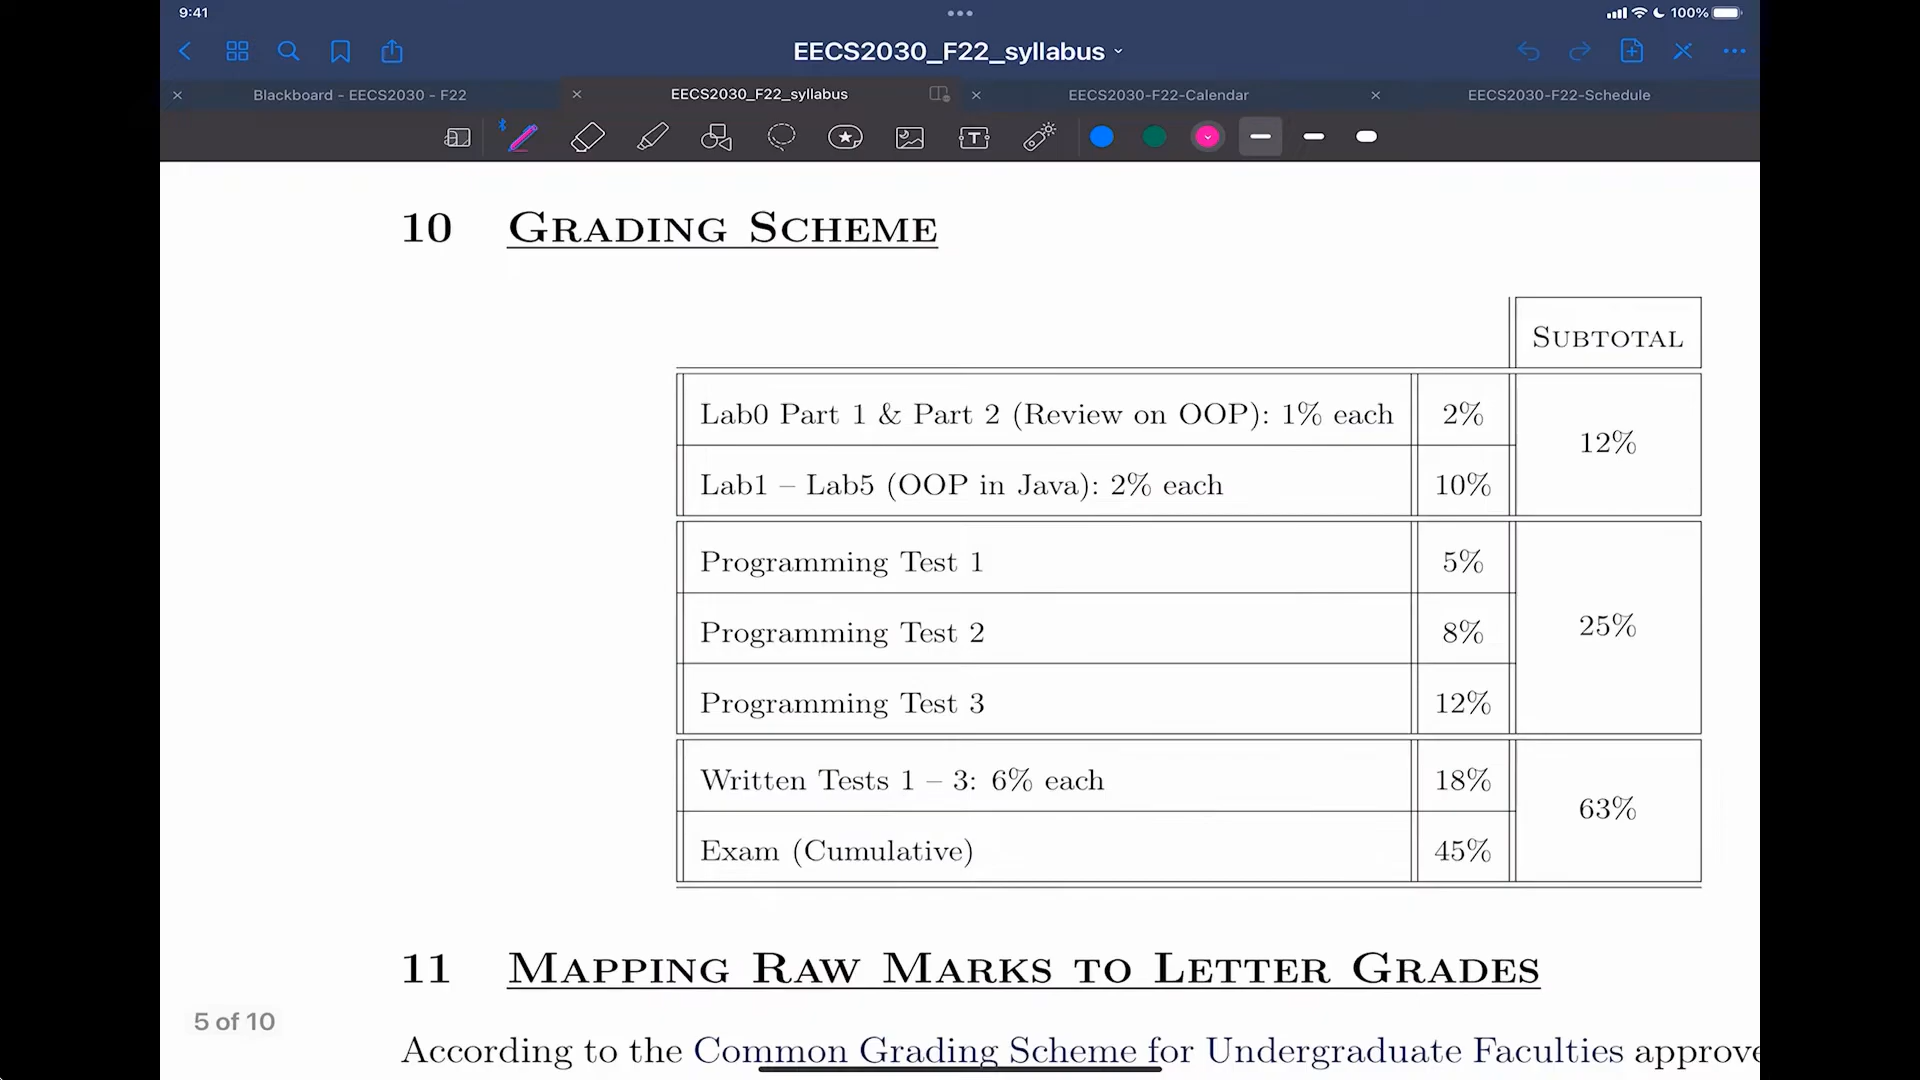 9:41
100%
EECS2030_F22_syllabus
Blackboard - EECS2030 - F22
EECS2030_F22_syllabus
EECS2030-F22-Calendar
EECS2030-F22-Schedule
10 GRADING SCHEME
SUBTOTAL
Lab0 Part 1 & Part 2 (Review on OOP): 1% each 2%
12%
Lab1 – Lab5 (OOP in Java): 2% each 10%
Programming Test 1 5%
Programming Test 2 8%
25%
Programming Test 3 12%
Written Tests 1 – 3: 6% each 18%
63%
Exam (Cumulative) 45%
11 MAPPING RAW MARKS TO LETTER GRADES
5 of 10
According to the Common Grading Scheme for Undergraduate Faculties approve